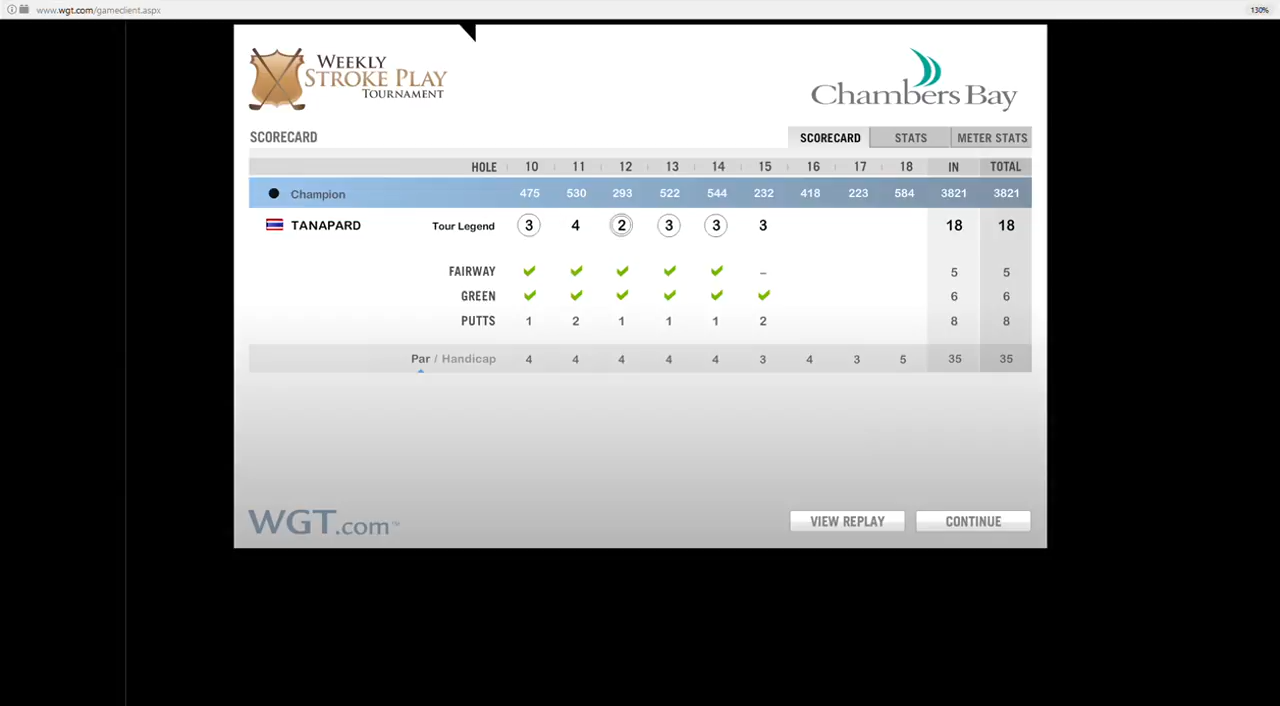 www.wgt.com/gameclient.aspx 130%
WEEKLY
STROKE PLAY
TOURNAMENT
Chambers Bay
SCORECARD SCORECARD STATS METER STATS
HOLE 10 11 12 13 14 15 16 17 18 IN TOTAL
Champion 475 530 293 522 544 232 418 223 584 3821 3821
TANAPARD Tour Legend 3 4 2 3 3 3 18 18
FAIRWAY ✔ ✔ ✔ ✔ ✔ – 5 5
GREEN ✔ ✔ ✔ ✔ ✔ ✔ 6 6
PUTTS 1 2 1 1 1 2 8 8
Par / Handicap 4 4 4 4 4 3 4 3 5 35 35
WGT.com™ VIEW REPLAY CONTINUE